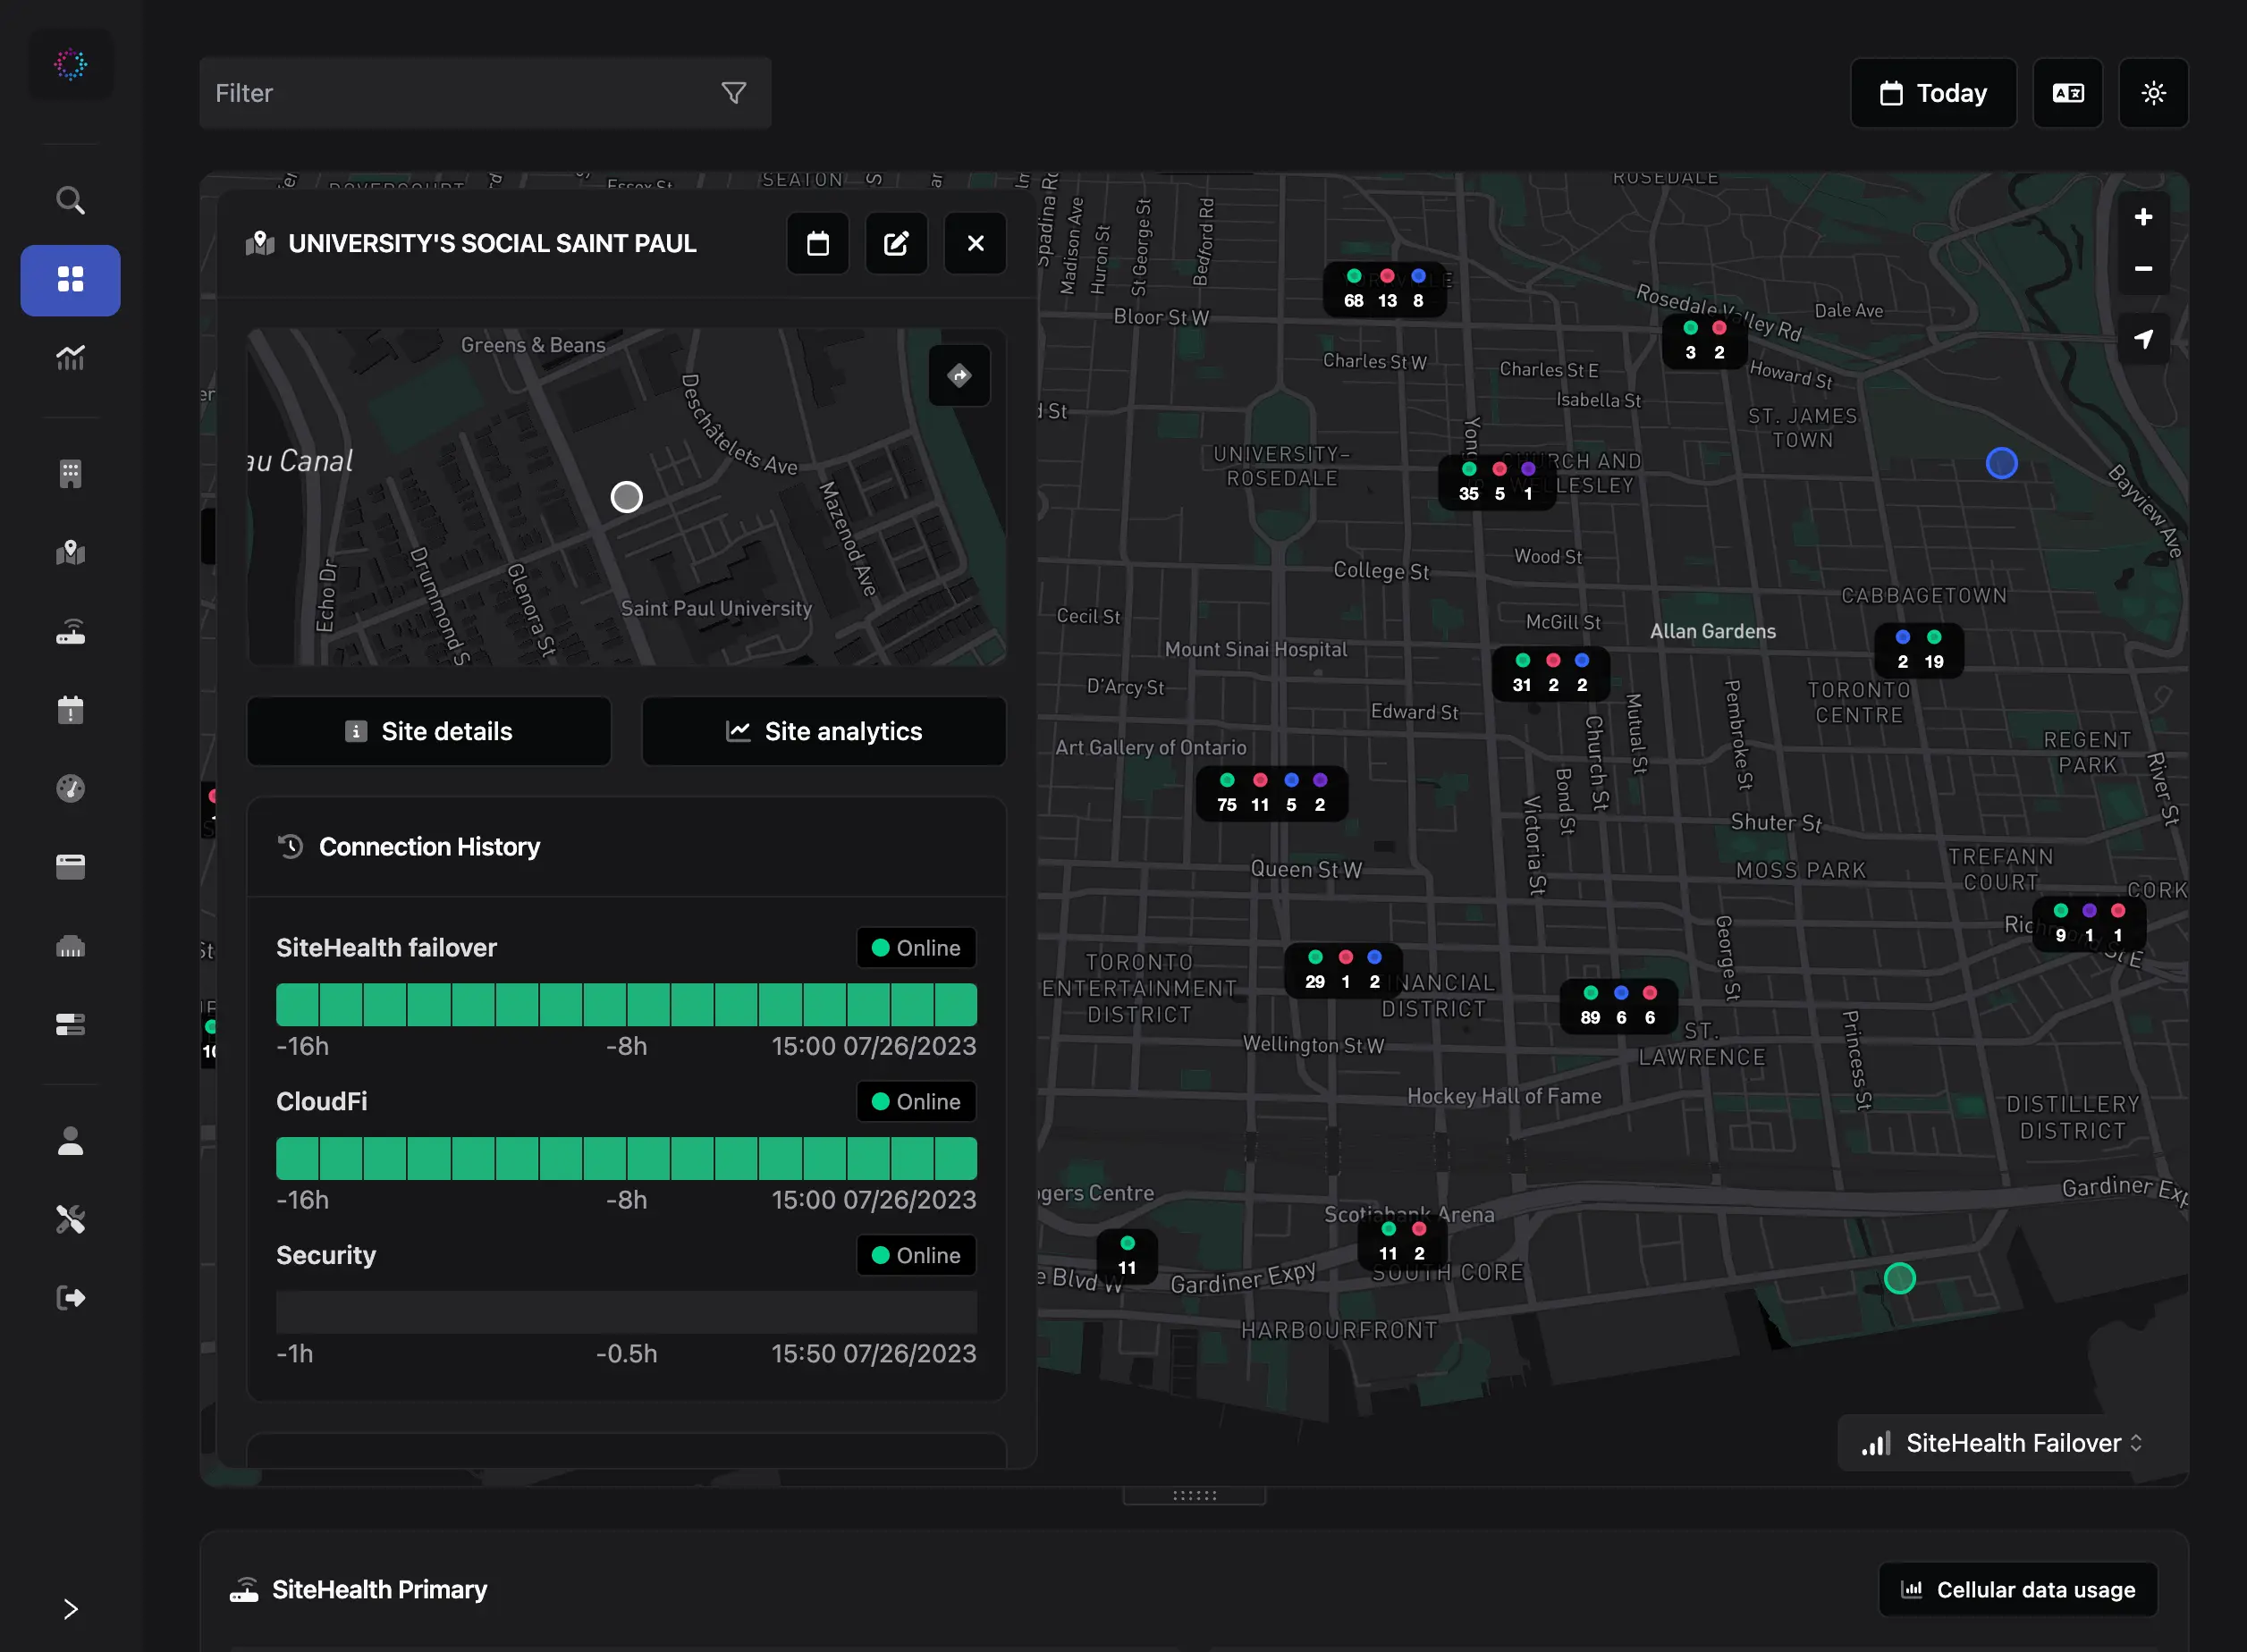 Filter
Today
UNIVERSITY'S SOCIAL SAINT PAUL
Greens & Beans
Deschâtelets Ave
au Canal
Echo Dr
Drummond S
Glenora St
Mazenod Ave
Saint Paul University
Site details
Site analytics
Connection History
SiteHealth failover
Online
-16h -8h 15:00 07/26/2023
CloudFi
Online
-16h -8h 15:00 07/26/2023
Security
Online
-1h -0.5h 15:50 07/26/2023
Essex St
SEATON
ROSEDALE
Spadina Rd
Madison Ave
Huron St
St George St
Bedford Rd
68 13 8
Bloor St W
Rosedale Valley Rd
Dale Ave
3 2
Charles St W
Charles St E
Howard St
Isabella St
d St
ST. JAMES
TOWN
UNIVERSITY-
ROSEDALE
35 5 1
Bayview Ave
Wood St
College St
CABBAGETOWN
Cecil St
McGill St
Allan Gardens
Mount Sinai Hospital
2 19
31 2 2
D'Arcy St
TORONTO
CENTRE
Edward St
Mutual St
Pembroke St
Church St
Art Gallery of Ontario
REGENT
PARK
River St
75 11 5 2
Bond St
Victoria St
Shuter St
Queen St W
MOSS PARK
TREFANN
COURT
CORK
9 1 1
George St
TORONTO
ENTERTAINMENT
DISTRICT
29 1 2
DISTRICT
89 6 6
ST.
LAWRENCE
Princess St
Wellington St W
Hockey Hall of Fame
DISTILLERY
DISTRICT
ogers Centre
Gardiner Exp
Scotiabank Arena
11
11 2
e Blvd W
Gardiner Expy
SOUTH CORE
HARBOURFRONT
SiteHealth Failover
SiteHealth Primary
Cellular data usage